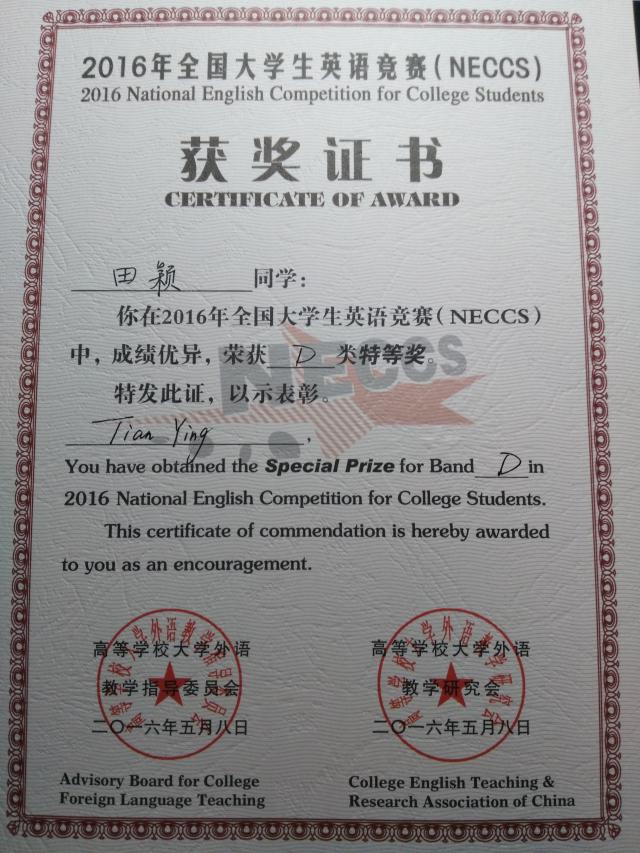 2016年全国大学生英语竞赛(NECCS)
2016 National English Competition for College Students
获奖证书
CERTIFICATE OF AWARD
田颖 同学:
你在2016年全国大学生英语竞赛(NECCS)
中,成绩优异,荣获 D 类特等奖。
特发此证,以示表彰。
NECCS
Tian Ying ,
You have obtained the Special Prize for Band D in
2016 National English Competition for College Students.
This certificate of commendation is hereby awarded
to you as an encouragement.
高等学校大学外语
教学指导委员会
二〇一六年五月八日
Advisory Board for College
Foreign Language Teaching
高等学校大学外语
教学研究会
二〇一六年五月八日
College English Teaching &
Research Association of China